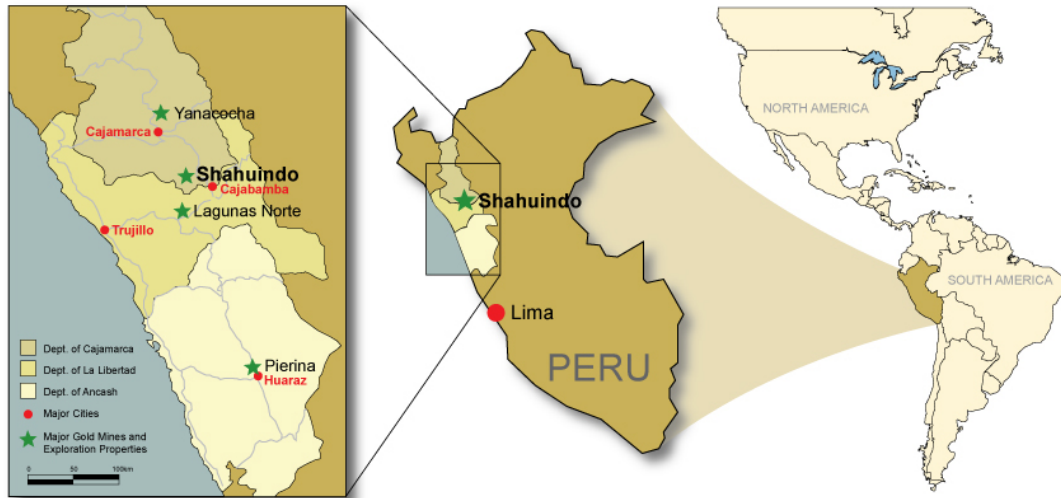 Yanacocha
Cajamarca
Shahuindo
Cajabamba
Lagunas Norte
Trujillo
Pierina
Huaraz
Dept. of Cajamarca
Dept. of La Libertad
Dept. of Ancash
Major Cities
Major Gold Mines and
Exploration Properties
0 50 100km
Shahuindo
Lima
PERU
NORTH AMERICA
SOUTH AMERICA